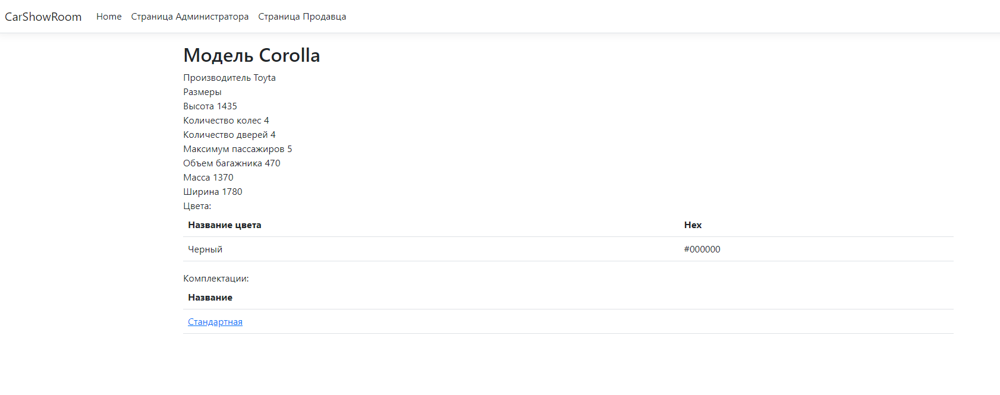 CarShowRoom Home Страница Администратора Страница Продавца
Модель Corolla
Производитель Toyta
Размеры
Высота 1435
Количество колес 4
Количество дверей 4
Максимум пассажиров 5
Объем багажника 470
Масса 1370
Ширина 1780
Цвета:
Название цвета Hex
Черный #000000
Комплектации:
Название
Стандартная